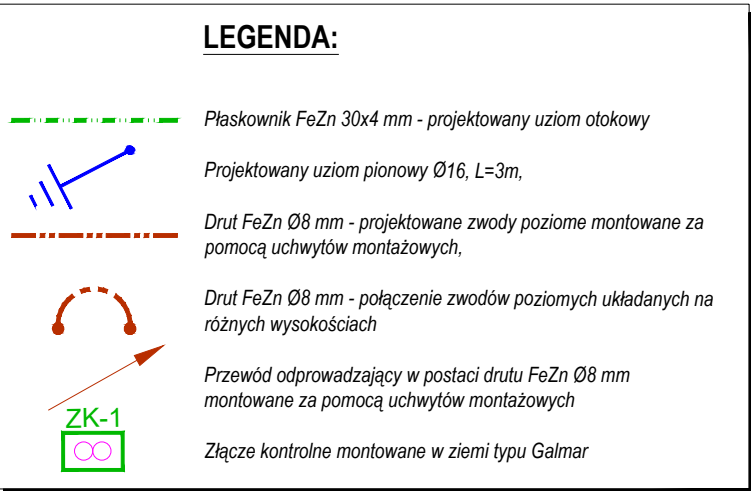 LEGENDA:
Płaskownik FeZn 30x4 mm - projektowany uziom otokowy
Projektowany uziom pionowy Ø16, L=3m,
Drut FeZn Ø8 mm - projektowane zwody poziome montowane za
pomocą uchwytów montażowych,
Drut FeZn Ø8 mm - połączenie zwodów poziomych układanych na
różnych wysokościach
Przewód odprowadzający w postaci drutu FeZn Ø8 mm
montowane za pomocą uchwytów montażowych
ZK-1
Złącze kontrolne montowane w ziemi typu Galmar